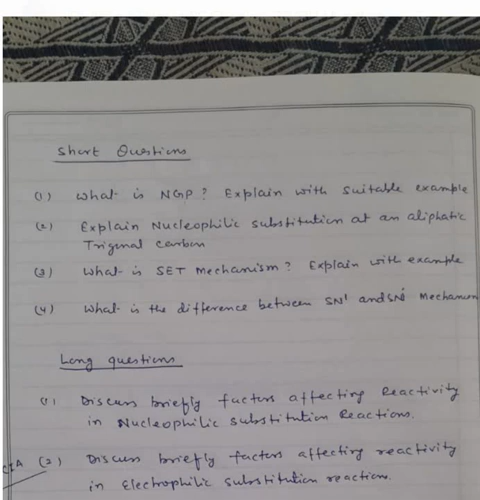 Short Questions
(1) What is NGP? Explain with suitable example
(2) Explain Nucleophilic substitution at an aliphatic
Trigonal carbon
(3) What is SET Mechanism? Explain with example
(4) What is the difference between SN¹ and SNⁱ Mechanism
Long questions
(1) Discuss briefly factors affecting Reactivity
in Nucleophilic substitution Reactions.
CIA (2) Discuss briefly factors affecting reactivity
in Electrophilic substitution reactions.